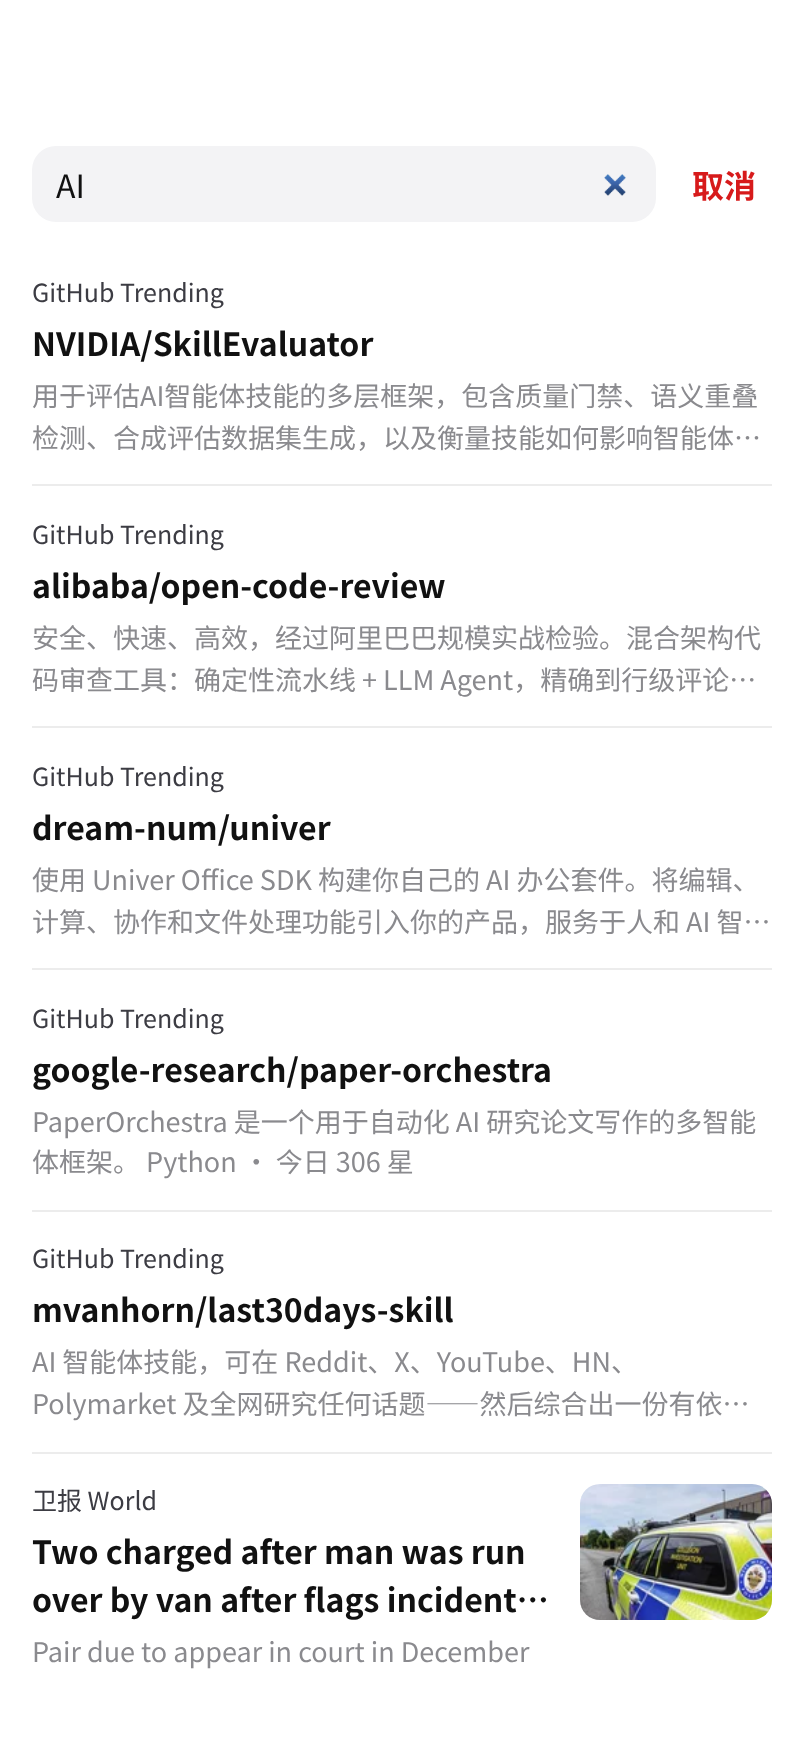 AI
取消
GitHub Trending
NVIDIA/SkillEvaluator
用于评估AI智能体技能的多层框架，包含质量门禁、语义重叠
检测、合成评估数据集生成，以及衡量技能如何影响智能体…
GitHub Trending
alibaba/open-code-review
安全、快速、高效，经过阿里巴巴规模实战检验。混合架构代
码审查工具：确定性流水线 + LLM Agent，精确到行级评论…
GitHub Trending
dream-num/univer
使用 Univer Office SDK 构建你自己的 AI 办公套件。将编辑、
计算、协作和文件处理功能引入你的产品，服务于人和 AI 智…
GitHub Trending
google-research/paper-orchestra
PaperOrchestra 是一个用于自动化 AI 研究论文写作的多智能
体框架。 Python · 今日 306 星
GitHub Trending
mvanhorn/last30days-skill
AI 智能体技能，可在 Reddit、X、YouTube、HN、
Polymarket 及全网研究任何话题——然后综合出一份有依…
卫报 World
Two charged after man was run
over by van after flags incident…
Pair due to appear in court in December
COLLISION
INVESTIGATION
UNIT